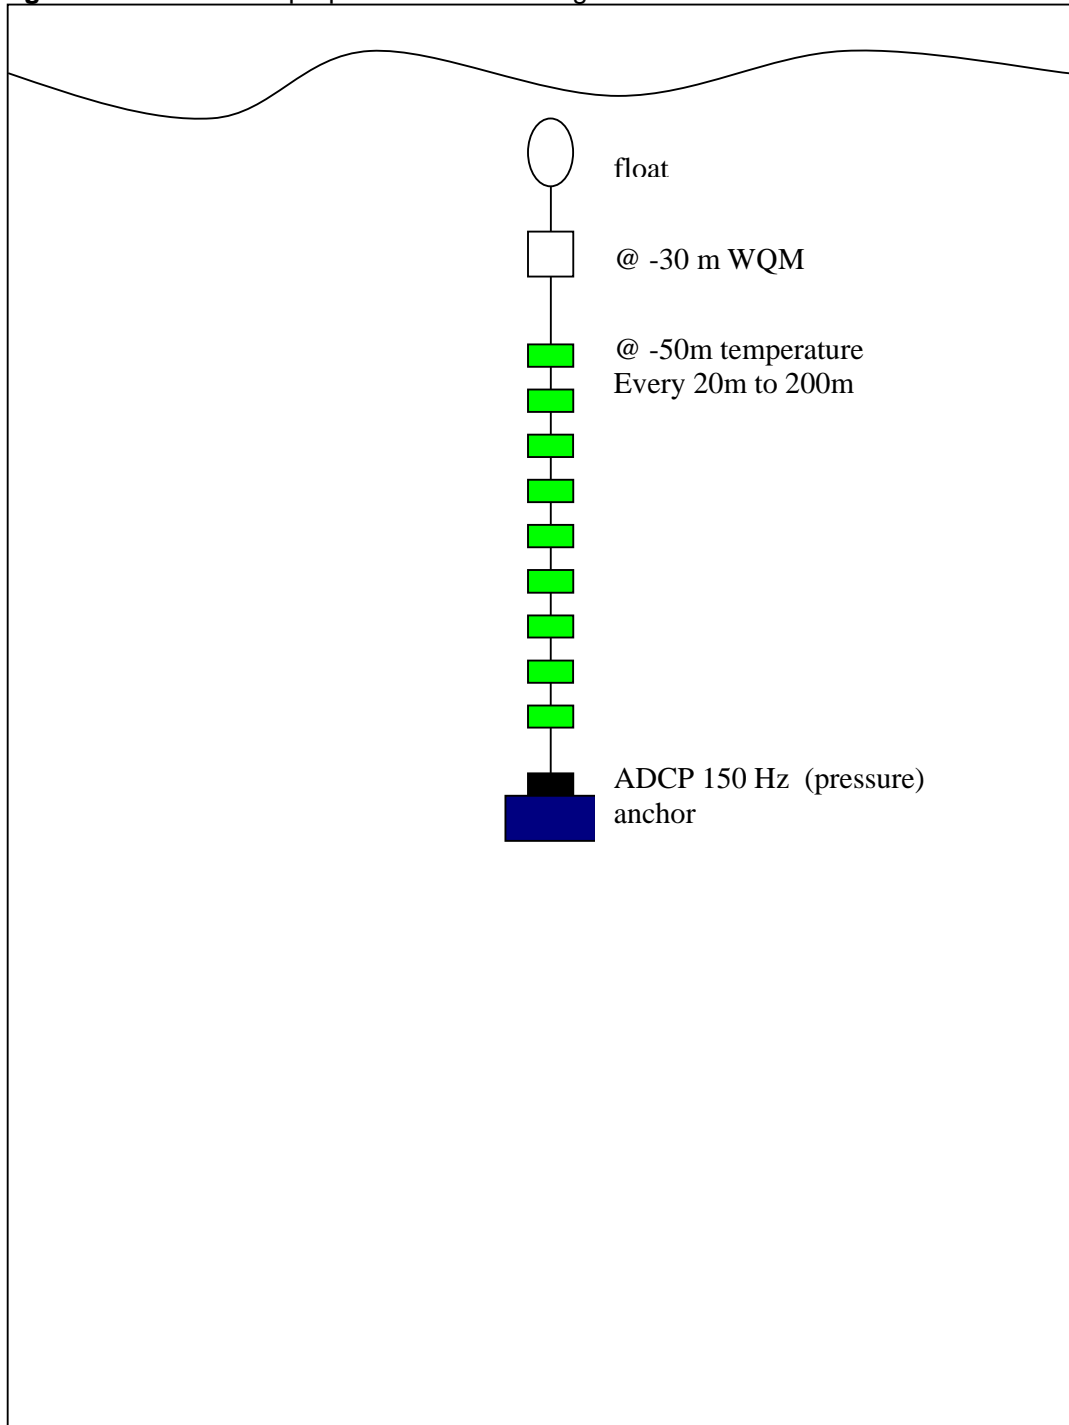 float
@ -30 m WQM
@ -50m temperature
Every 20m to 200m
ADCP 150 Hz  (pressure)
anchor